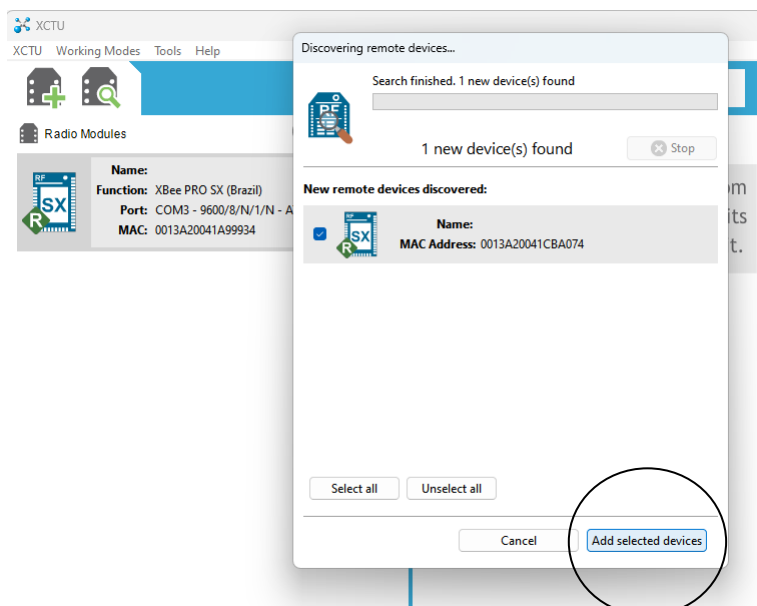 XCTU
XCTU Working Modes Tools Help
Radio Modules
RF
SX
R
Name:
Function: XBee PRO SX (Brazil)
Port: COM3 - 9600/8/N/1/N - A
MAC: 0013A20041A99934
Discovering remote devices...
Search finished. 1 new device(s) found
1 new device(s) found
Stop
New remote devices discovered:
SX
R
Name:
MAC Address: 0013A20041CBA074
Select all Unselect all
Cancel Add selected devices
om
its
t.